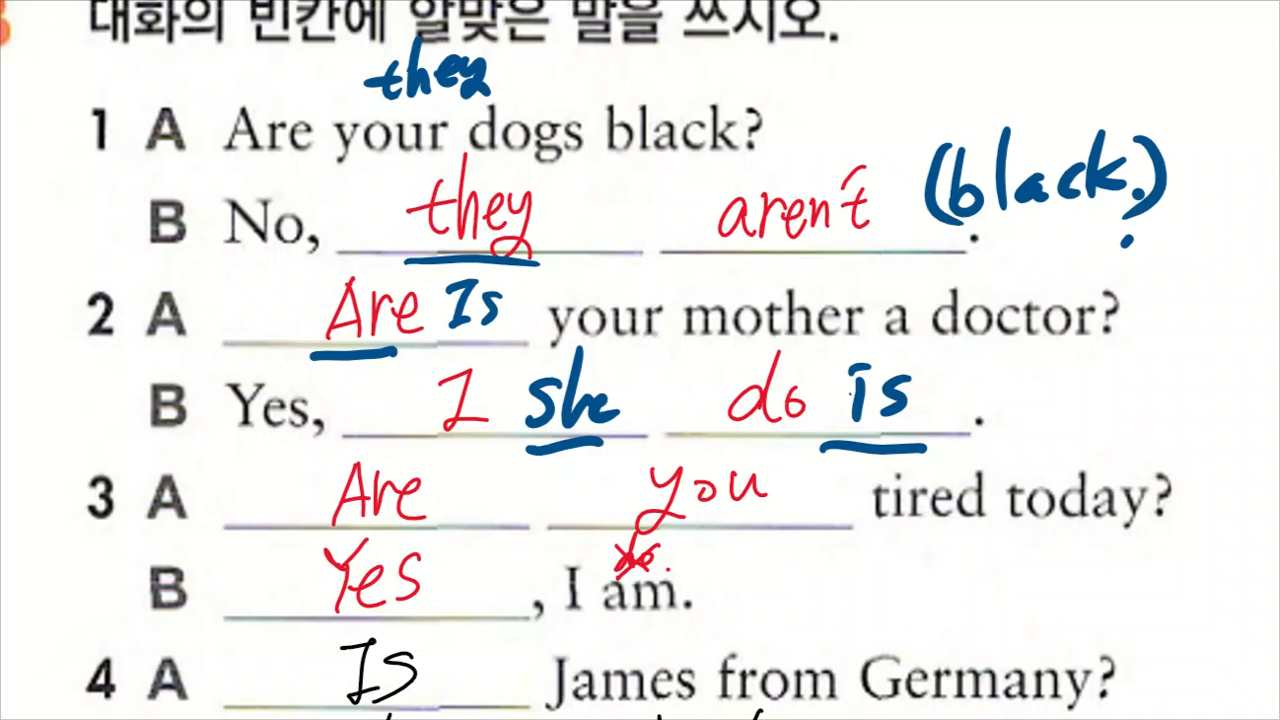 대화의 빈칸에 알맞은 말을 쓰시오.
they
1 A Are your dogs black?
B No, they aren't. (black.)
2 A Are Is your mother a doctor?
B Yes, I she do is.
3 A Are you tired today?
B Yes, I am.
4 A Is James from Germany?